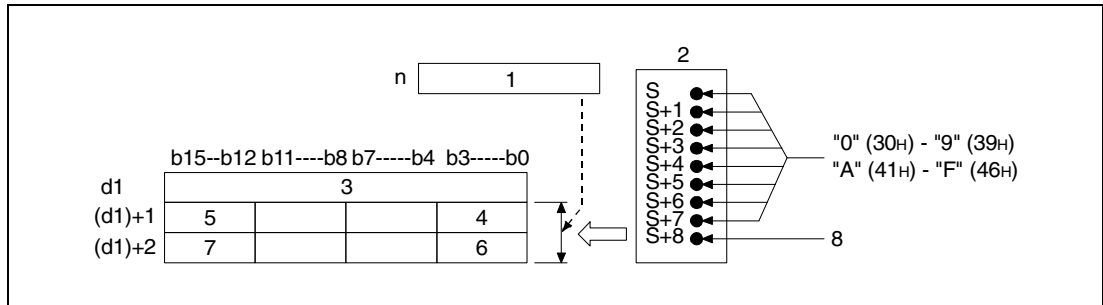 2
n 1
S
S+1
S+2
S+3 "0" (30H) - "9" (39H)
S+4 "A" (41H) - "F" (46H)
b15--b12 b11----b8 b7-----b4 b3-----b0
S+5
d1 3
S+6
(d1)+1 5 4
S+7
S+8 8
(d1)+2 7 6